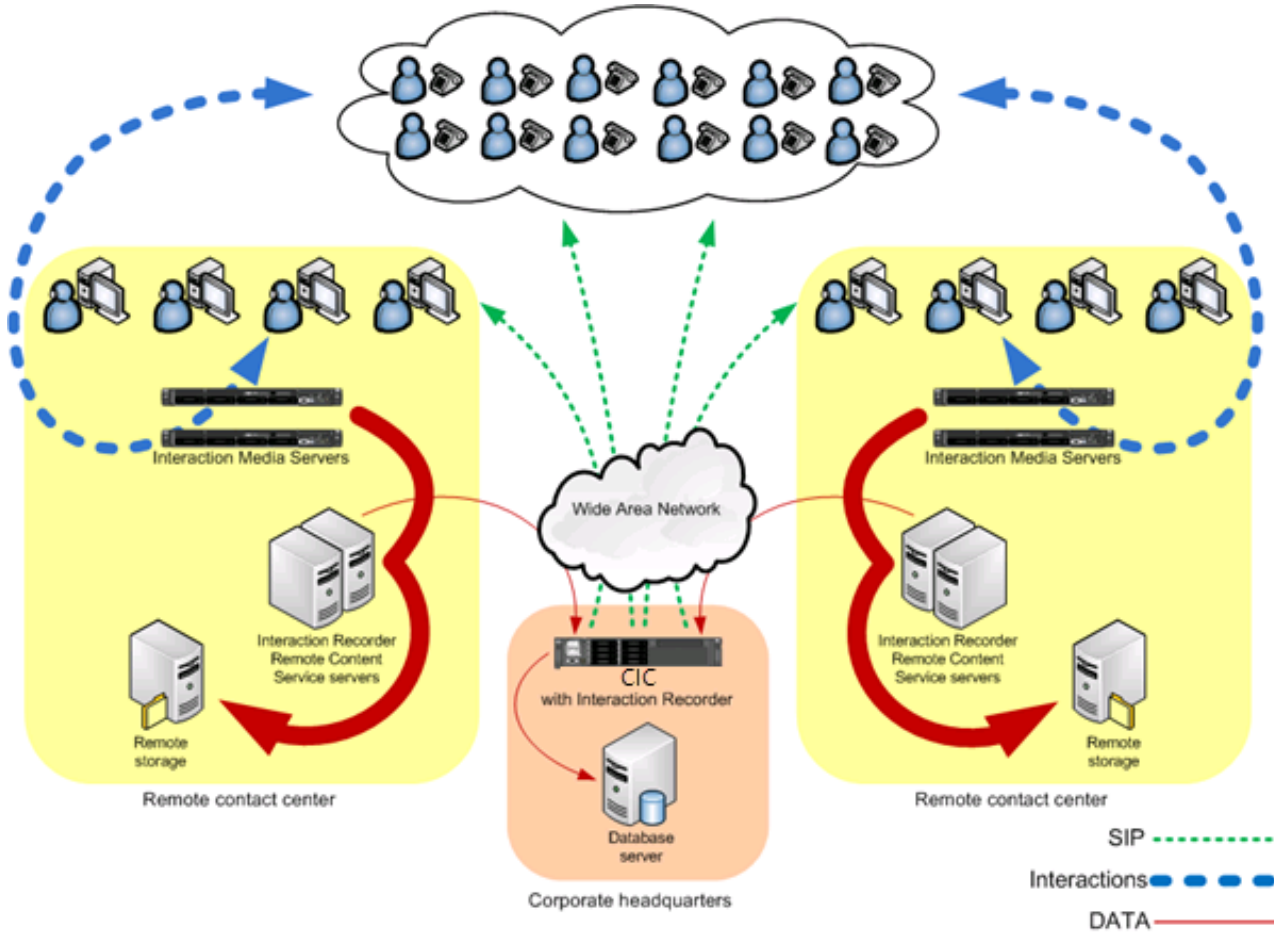 Interaction Media Servers
Interaction Media Servers
Wide Area Network
Interaction Recorder
Remote Content
Service servers
Interaction Recorder
Remote Content
Service servers
CIC
with Interaction Recorder
Remote
storage
Remote
storage
Database
server
Remote contact center
Remote contact center
Corporate headquarters
SIP
Interactions
DATA